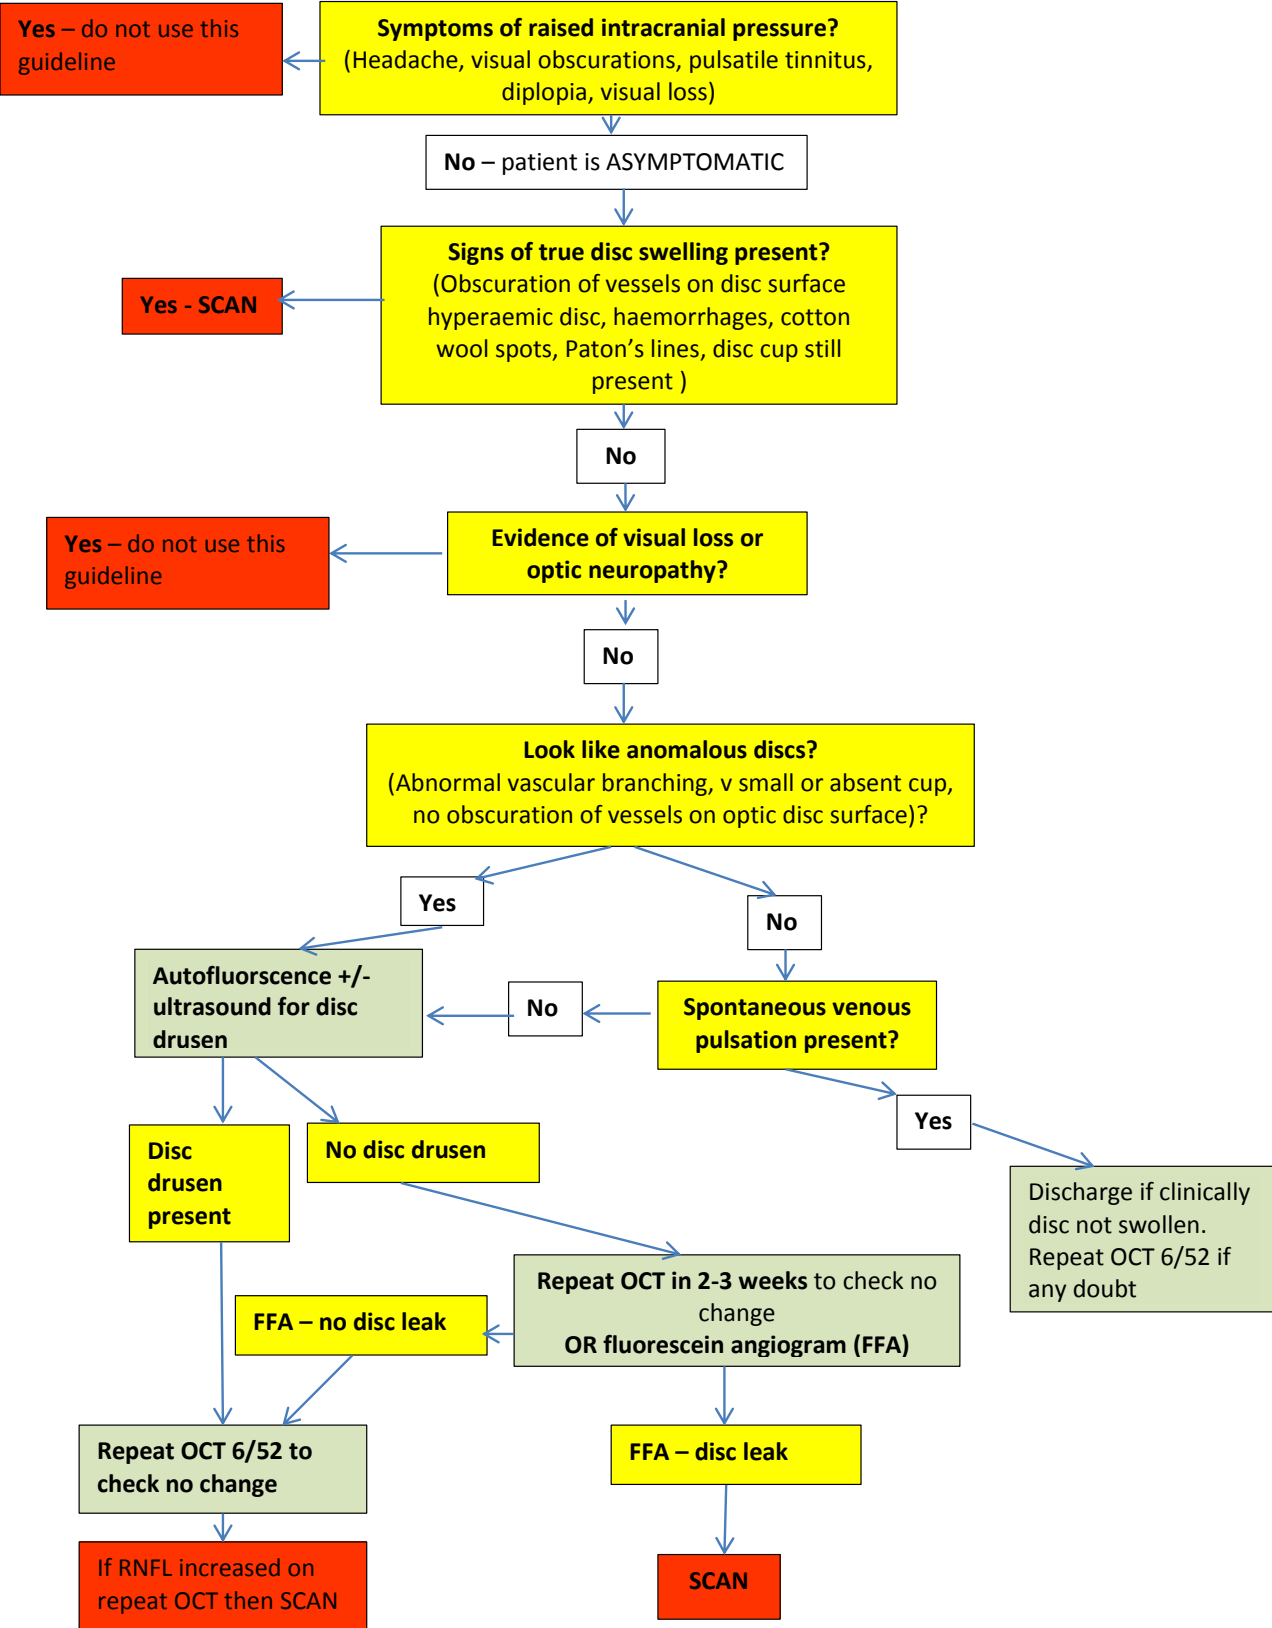 Yes – do not use this
guideline
Symptoms of raised intracranial pressure?
(Headache, visual obscurations, pulsatile tinnitus,
diplopia, visual loss)
No – patient is ASYMPTOMATIC
Signs of true disc swelling present?
(Obscuration of vessels on disc surface
hyperaemic disc, haemorrhages, cotton
wool spots, Paton’s lines, disc cup still
present )
Yes - SCAN
No
Evidence of visual loss or
optic neuropathy?
Yes – do not use this
guideline
No
Look like anomalous discs?
(Abnormal vascular branching, v small or absent cup,
no obscuration of vessels on optic disc surface)?
Yes
No
Autofluorscence +/-
ultrasound for disc
drusen
No
Spontaneous venous
pulsation present?
Yes
Disc
drusen
present
No disc drusen
Discharge if clinically
disc not swollen.
Repeat OCT 6/52 if
any doubt
Repeat OCT in 2-3 weeks to check no
change
OR fluorescein angiogram (FFA)
FFA – no disc leak
Repeat OCT 6/52 to
check no change
FFA – disc leak
If RNFL increased on
repeat OCT then SCAN
SCAN